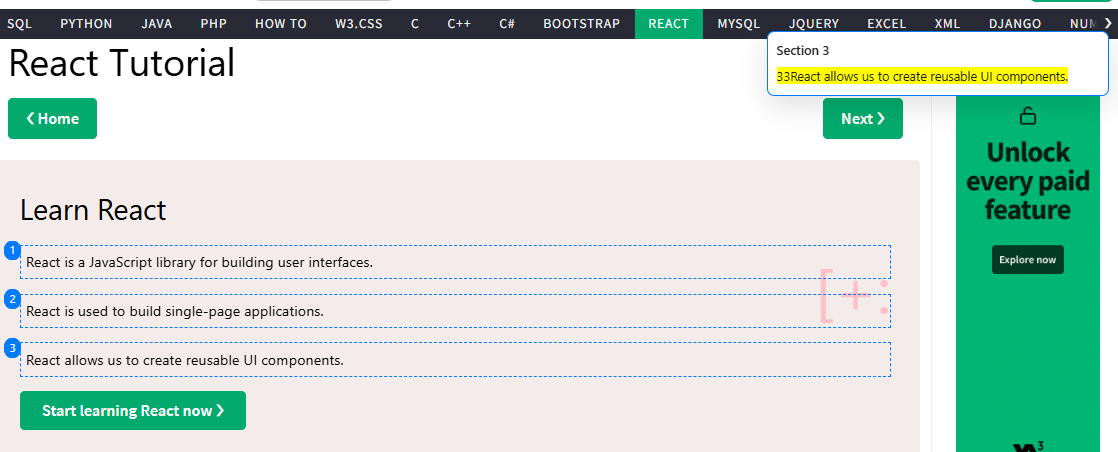 SQL PYTHON JAVA PHP HOW TO W3.CSS C C++ C# BOOTSTRAP REACT MYSQL JQUERY EXCEL XML DJANGO NUM ❯
React Tutorial
Section 3
33React allows us to create reusable UI components.
❮ Home
Next ❯
Unlock
every paid
feature
Explore now
Learn React
1
React is a JavaScript library for building user interfaces.
[+:
2
React is used to build single-page applications.
3
React allows us to create reusable UI components.
Start learning React now ❯
3